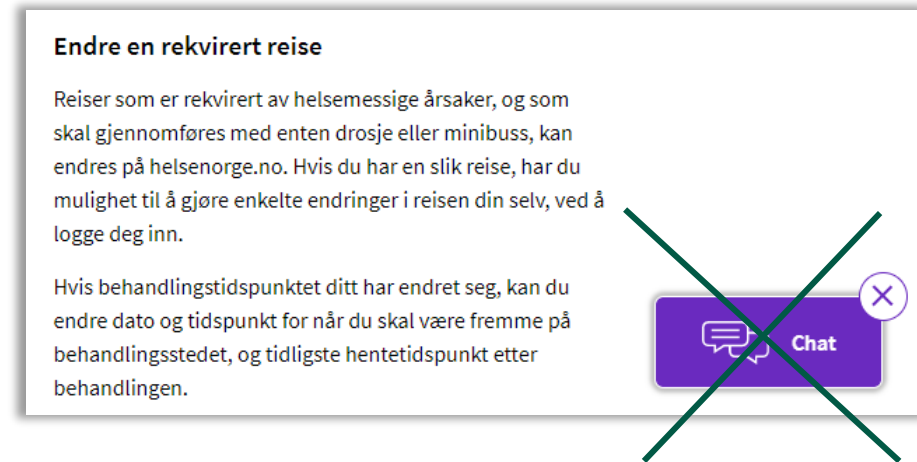 Endre en rekvirert reise
Reiser som er rekvirert av helsemessige årsaker, og som
skal gjennomføres med enten drosje eller minibuss, kan
endres på helsenorge.no. Hvis du har en slik reise, har du
mulighet til å gjøre enkelte endringer i reisen din selv, ved å
logge deg inn.
Hvis behandlingstidspunktet ditt har endret seg, kan du
endre dato og tidspunkt for når du skal være fremme på
behandlingsstedet, og tidligste hentetidspunkt etter
behandlingen.
Chat